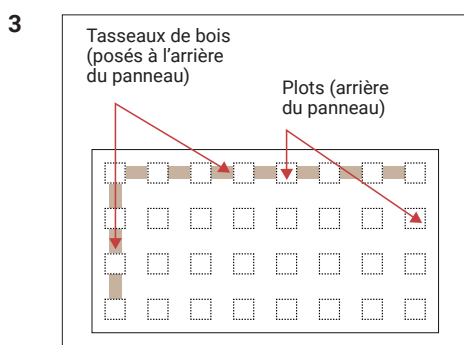 3
Tasseaux de bois
(posés à l’arrière
du panneau)
Plots (arrière
du panneau)